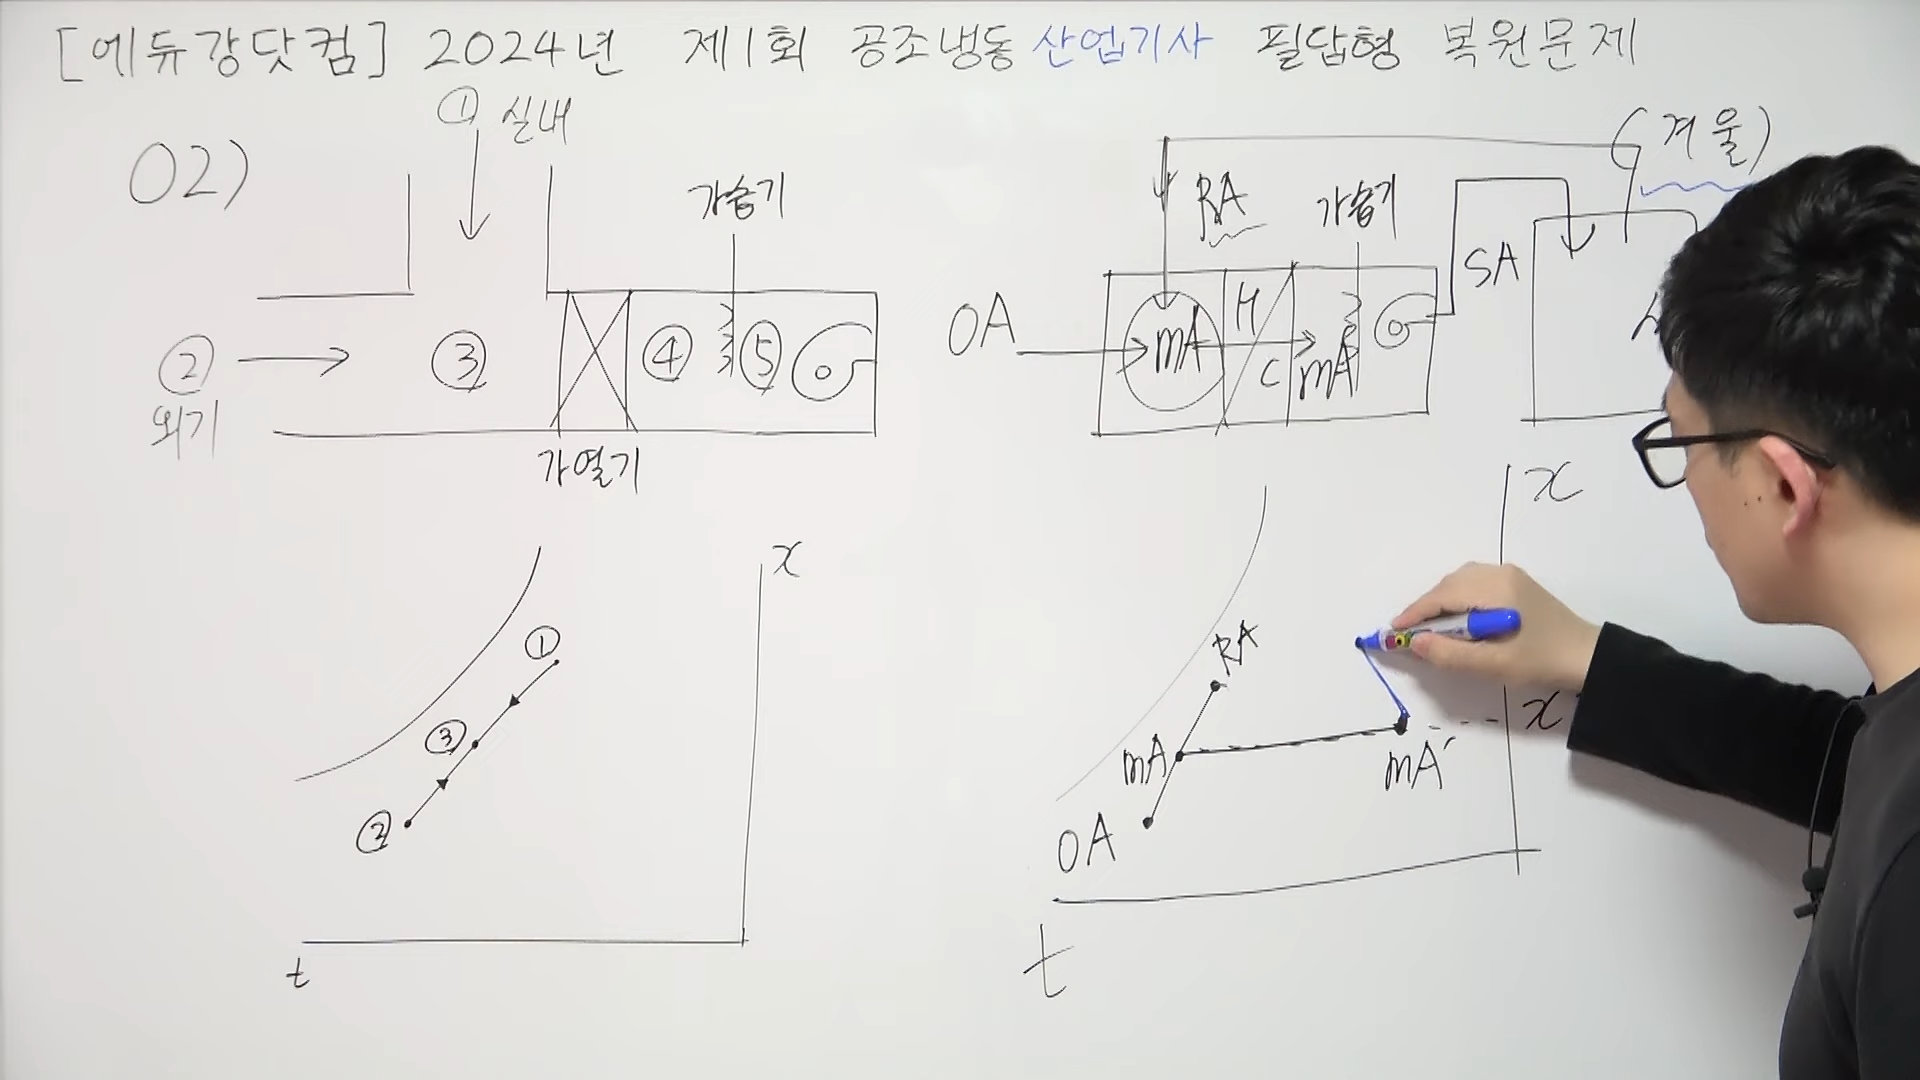 [에듀강닷컴] 2024년 제1회 공조냉동산업기사 필답형 복원문제
02)
① 실내
가습기
② ③ ④ ⑤
외기
가열기
x
①
③
②
t
(겨울)
RA 가습기
SA
OA mA H C mA
x
RA
x
mA mA'
OA
t